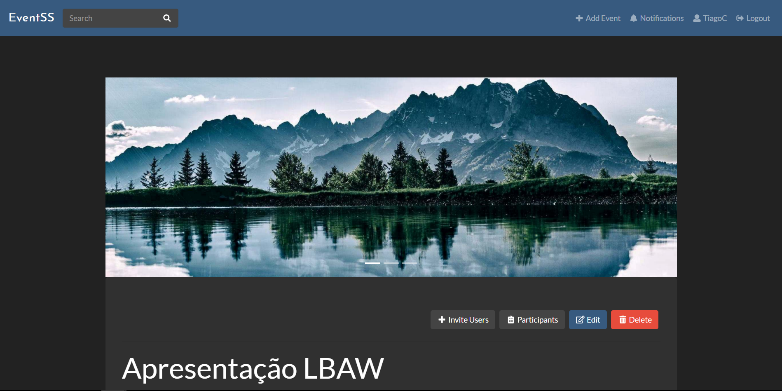 EventSS Search Add Event Notifications TiagoC Logout
Invite Users Participants Edit Delete
Apresentação LBAW